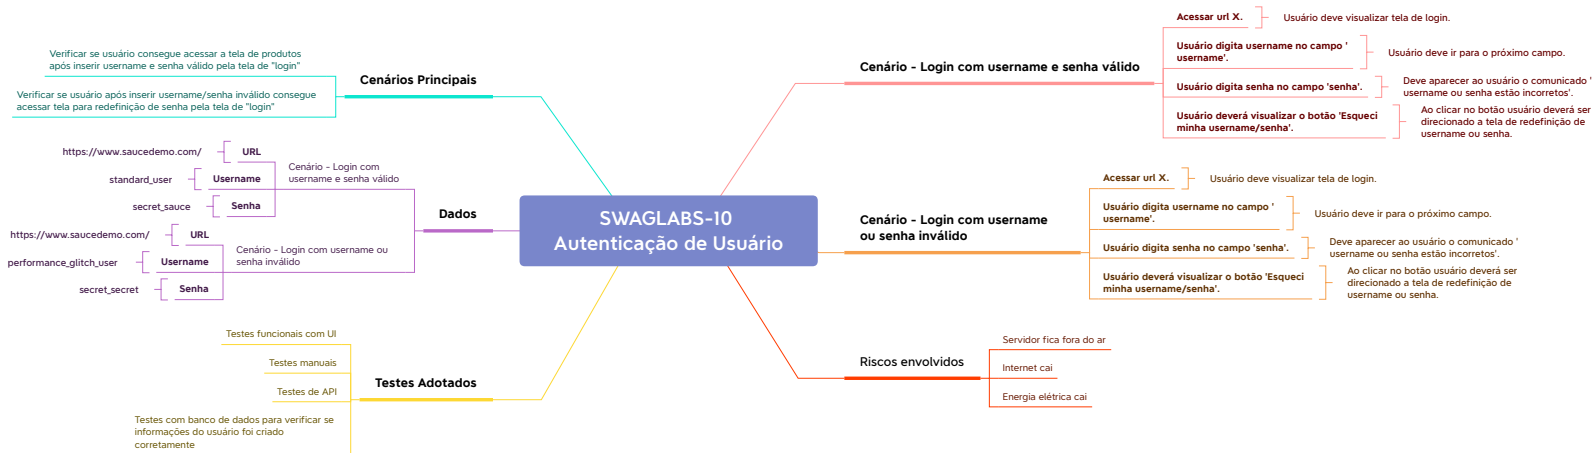 SWAGLABS-10
Autenticação de Usuário
Cenários Principais
Verificar se usuário consegue acessar a tela de produtos
após inserir username e senha válido pela tela de "login"
Verificar se usuário após inserir username/senha inválido consegue
acessar tela para redefinição de senha pela tela de "login"
Dados
Cenário - Login com
username e senha válido
URL
https://www.saucedemo.com/
Username
standard_user
Senha
secret_sauce
Cenário - Login com username ou
senha inválido
URL
https://www.saucedemo.com/
Username
performance_glitch_user
Senha
secret_secret
Testes Adotados
Testes funcionais com UI
Testes manuais
Testes de API
Testes com banco de dados para verificar se
informações do usuário foi criado
corretamente
Cenário - Login com username e senha válido
Acessar url X.
Usuário deve visualizar tela de login.
Usuário digita username no campo '
username'.
Usuário deve ir para o próximo campo.
Usuário digita senha no campo 'senha'.
Deve aparecer ao usuário o comunicado '
username ou senha estão incorretos'.
Usuário deverá visualizar o botão 'Esqueci
minha username/senha'.
Ao clicar no botão usuário deverá ser
direcionado a tela de redefinição de
username ou senha.
Cenário - Login com username
ou senha inválido
Acessar url X.
Usuário deve visualizar tela de login.
Usuário digita username no campo '
username'.
Usuário deve ir para o próximo campo.
Usuário digita senha no campo 'senha'.
Deve aparecer ao usuário o comunicado '
username ou senha estão incorretos'.
Usuário deverá visualizar o botão 'Esqueci
minha username/senha'.
Ao clicar no botão usuário deverá ser
direcionado a tela de redefinição de
username ou senha.
Riscos envolvidos
Servidor fica fora do ar
Internet cai
Energia elétrica cai